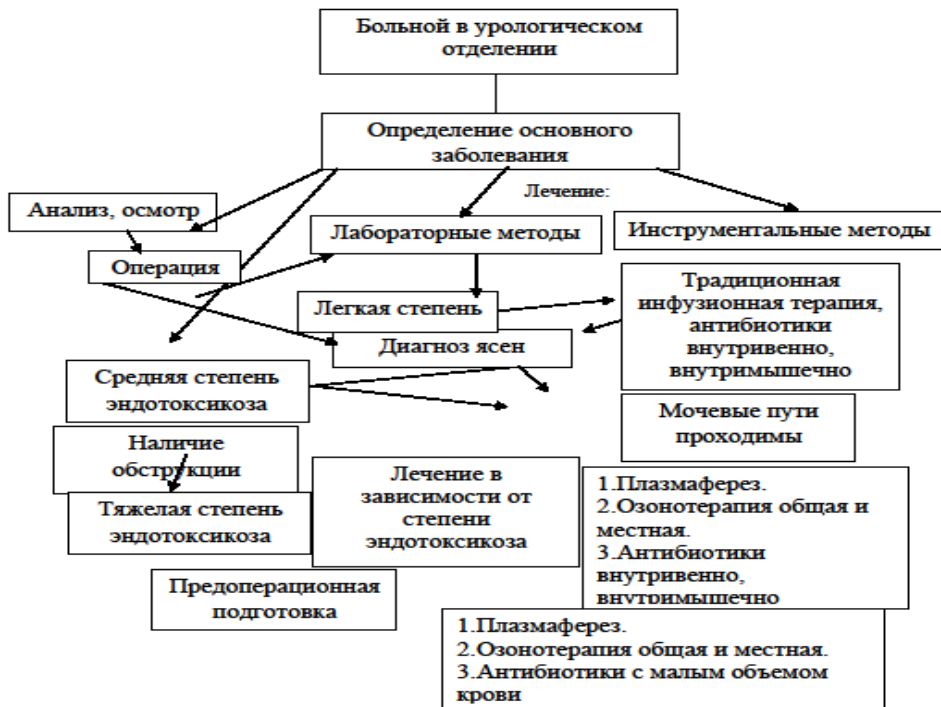 Больной в урологическом
отделении
Определение основного
заболевания
Лечение:
Анализ, осмотр
Лабораторные методы
Инструментальные методы
Операция
Легкая степень
Традиционная
инфузионная терапия,
антибиотики
внутривенно,
внутримышечно
Диагноз ясен
Средняя степень
эндотоксикоза
Мочевые пути
проходимы
Наличие
обструкции
Лечение в
зависимости от
степени
эндотоксикоза
Тяжелая степень
эндотоксикоза
1.Плазмаферез.
2.Озонотерапия общая и
местная.
3.Антибиотики
внутривенно,
внутримышечно
Предоперационная
подготовка
1.Плазмаферез.
2.Озонотерапия общая и местная.
3.Антибиотики с малым объемом
крови